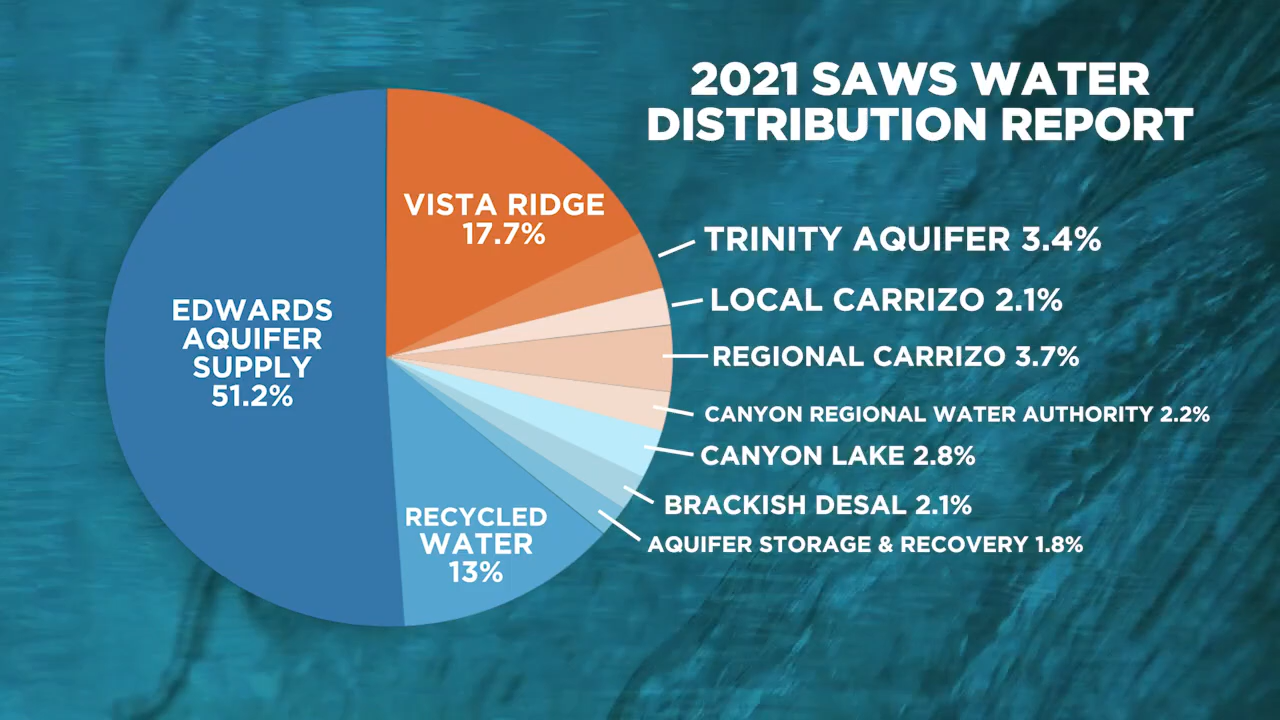 2021 SAWS WATER
DISTRIBUTION REPORT
VISTA RIDGE
17.7%
TRINITY AQUIFER 3.4%
LOCAL CARRIZO 2.1%
REGIONAL CARRIZO 3.7%
CANYON REGIONAL WATER AUTHORITY 2.2%
CANYON LAKE 2.8%
BRACKISH DESAL 2.1%
AQUIFER STORAGE & RECOVERY 1.8%
RECYCLED
WATER
13%
EDWARDS
AQUIFER
SUPPLY
51.2%